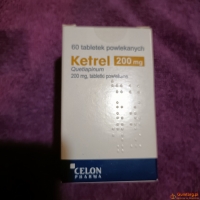 60 tabletek powlekanych
Ketrel 200 mg
Quetiapinum
200 mg, tabletki powlekane
CELON
PHARMA